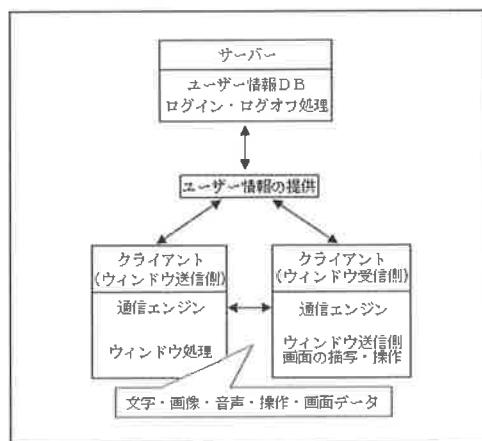 サーバー
ユーザー情報DB
ログイン・ログオフ処理
ユーザー情報の提供
クライアント
(ウィンドウ送信側)
通信エンジン
ウィンドウ処理
クライアント
(ウィンドウ受信側)
通信エンジン
ウィンドウ送信側
画面の描写・操作
文字・画像・音声・操作・画面データ